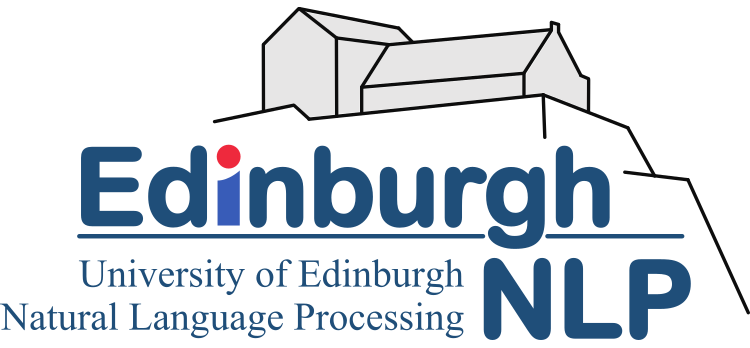 Edinburgh
University of Edinburgh
Natural Language Processing
NLP